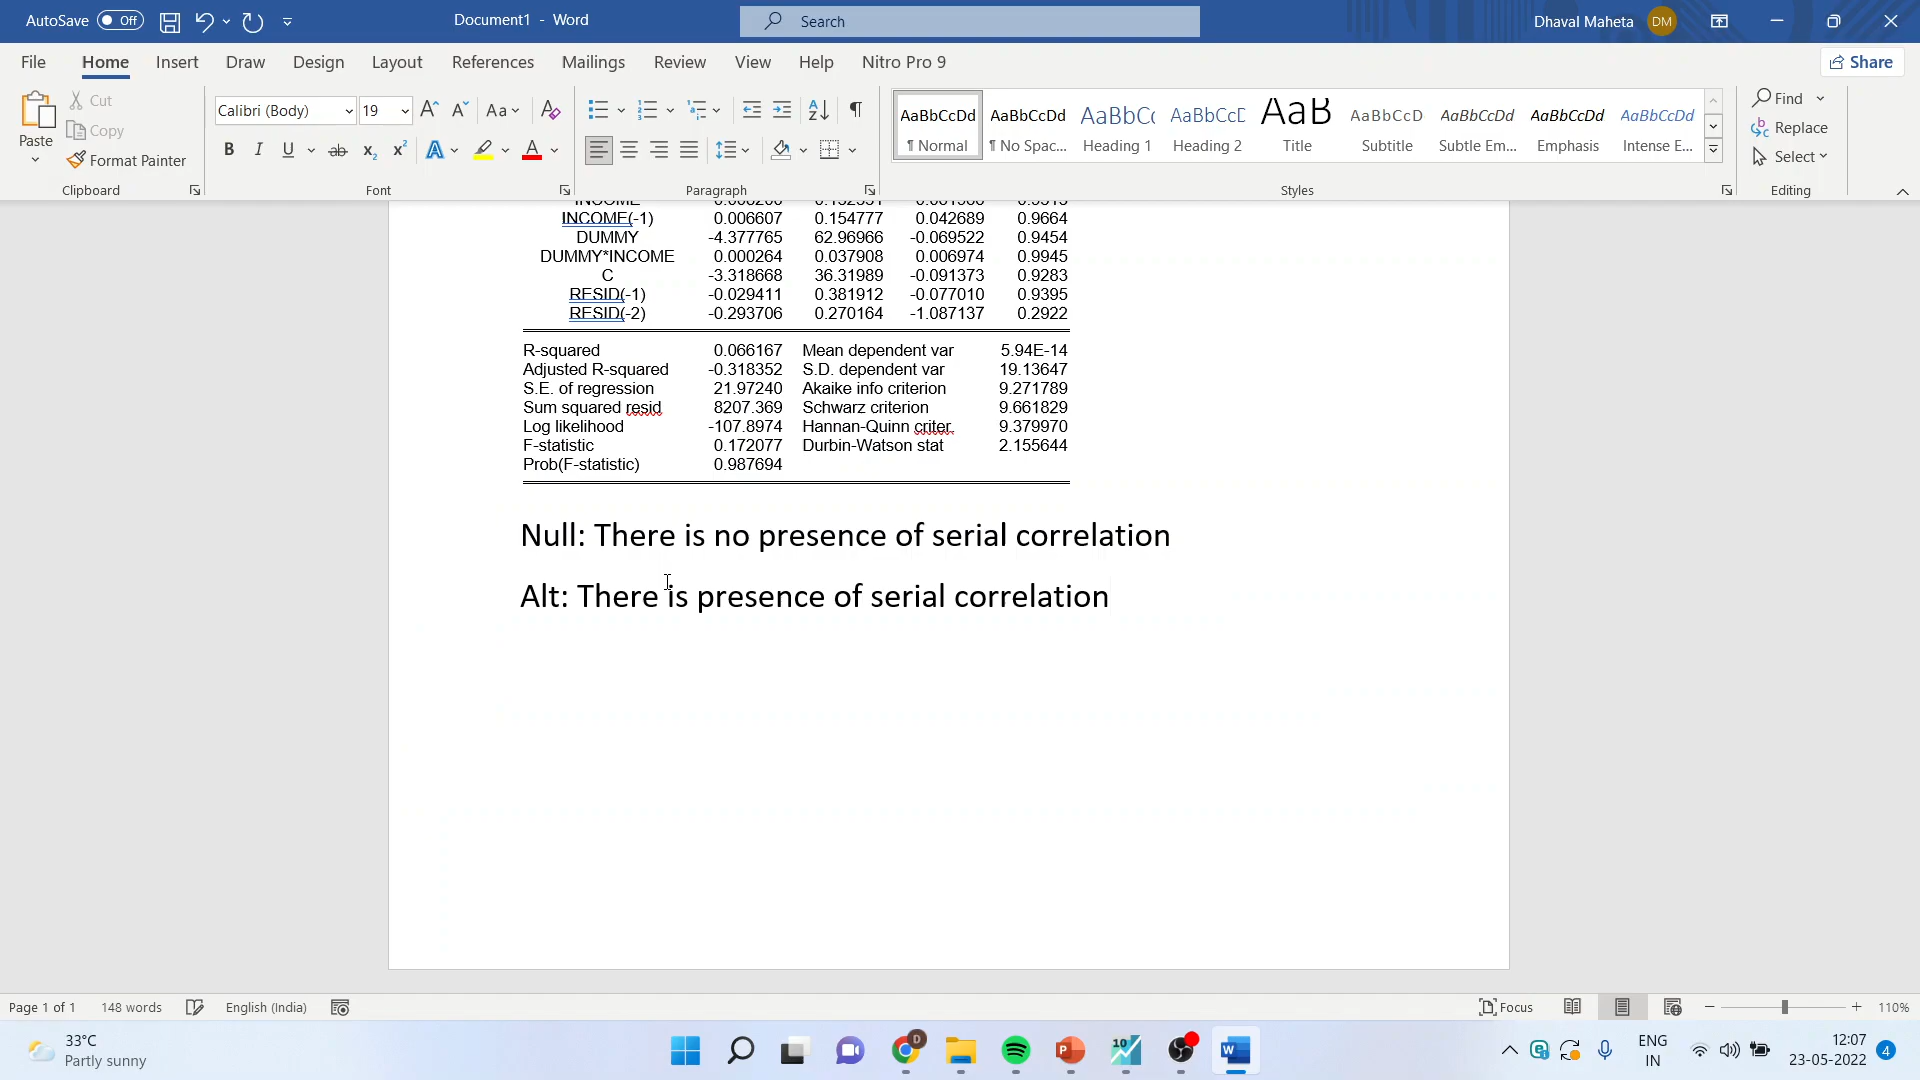 AutoSave Off Document1 - Word Search Dhaval Maheta DM
File Home Insert Draw Design Layout References Mailings Review View Help Nitro Pro 9 Share
Paste Cut Copy Format Painter
Clipboard
Calibri (Body) 19
Font
Paragraph
AaBbCcDd AaBbCcDd AaBbCc AaBbCcD AaB AaBbCcD AaBbCcDd AaBbCcDd AaBbCcDd
¶ Normal ¶ No Spac... Heading 1 Heading 2 Title Subtitle Subtle Em... Emphasis Intense E...
Styles
Find
Replace
Select
Editing
INCOME(-1) 0.006607 0.154777 0.042689 0.9664
DUMMY -4.377765 62.96966 -0.069522 0.9454
DUMMY*INCOME 0.000264 0.037908 0.006974 0.9945
C -3.318668 36.31989 -0.091373 0.9283
RESID(-1) -0.029411 0.381912 -0.077010 0.9395
RESID(-2) -0.293706 0.270164 -1.087137 0.2922
R-squared 0.066167 Mean dependent var 5.94E-14
Adjusted R-squared -0.318352 S.D. dependent var 19.13647
S.E. of regression 21.97240 Akaike info criterion 9.271789
Sum squared resid 8207.369 Schwarz criterion 9.661829
Log likelihood -107.8974 Hannan-Quinn criter. 9.379970
F-statistic 0.172077 Durbin-Watson stat 2.155644
Prob(F-statistic) 0.987694
Null: There is no presence of serial correlation
Alt: There is presence of serial correlation
Page 1 of 1 148 words English (India) Focus 110%
33°C
Partly sunny
ENG
IN
12:07
23-05-2022 4